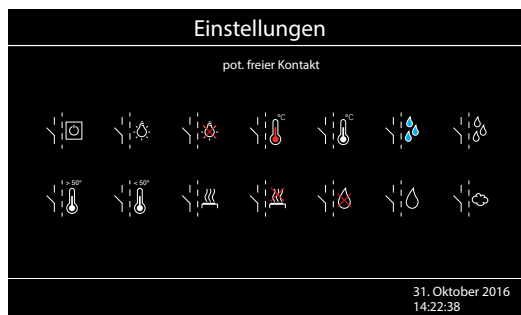 Einstellungen
pot. freier Kontakt
°C °C
> 50° < 50°
31. Oktober 2016
14:22:38